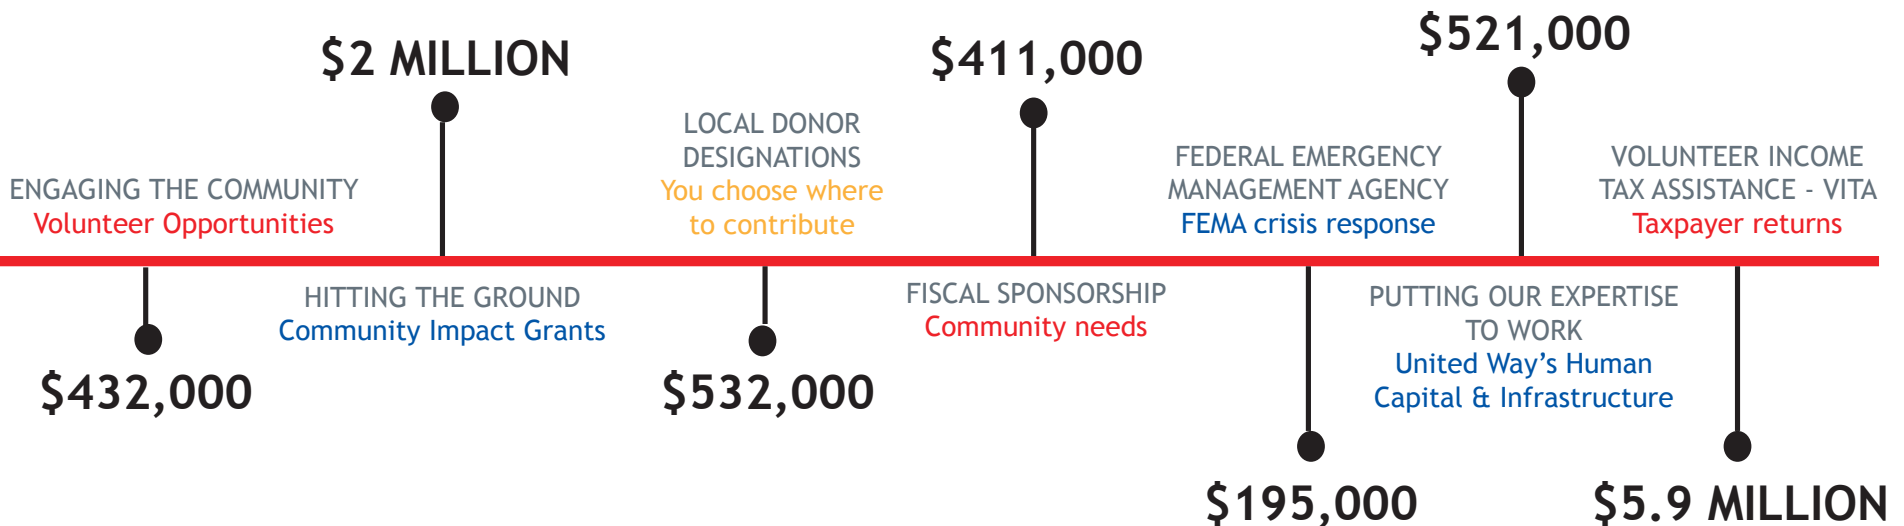 ENGAGING THE COMMUNITY
Volunteer Opportunities
$432,000
$2 MILLION
HITTING THE GROUND
Community Impact Grants
LOCAL DONOR
DESIGNATIONS
You choose where
to contribute
$532,000
$411,000
FISCAL SPONSORSHIP
Community needs
FEDERAL EMERGENCY
MANAGEMENT AGENCY
FEMA crisis response
$195,000
$521,000
PUTTING OUR EXPERTISE
TO WORK
United Way’s Human
Capital & Infrastructure
VOLUNTEER INCOME
TAX ASSISTANCE - VITA
Taxpayer returns
$5.9 MILLION